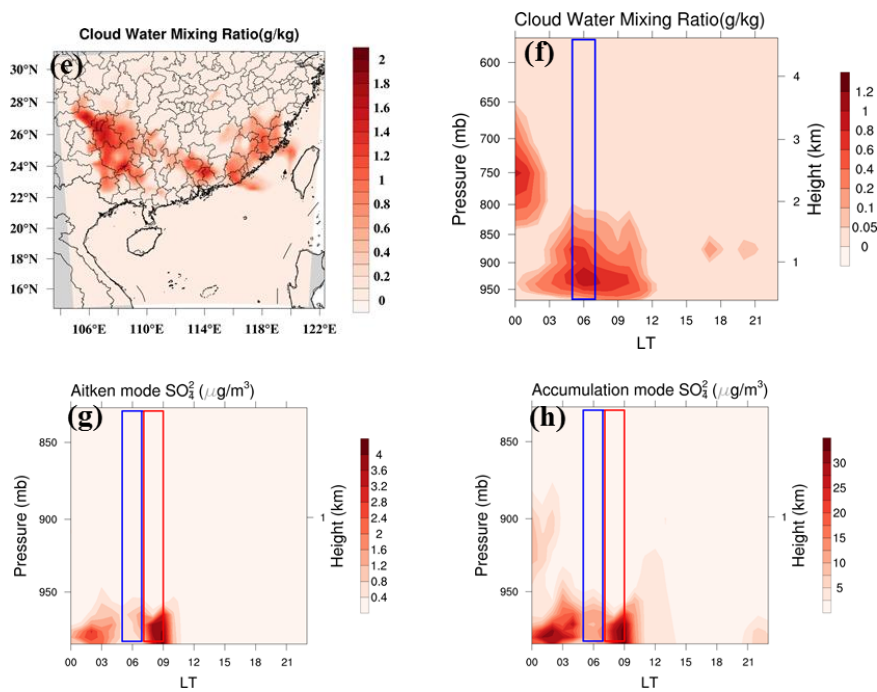 Cloud Water Mixing Ratio(g/kg)
(e)
30°N
28°N
26°N
24°N
22°N
20°N
18°N
16°N
106°E 110°E 114°E 118°E 122°E
2
1.8
1.6
1.4
1.2
1
0.8
0.6
0.4
0.2
0
Cloud Water Mixing Ratio(g/kg)
(f)
Pressure (mb)
600
650
700
750
800
850
900
950
00 03 06 09 12 15 18 21
LT
4
3
2
1
Height (km)
1.2
1
0.8
0.6
0.4
0.2
0.1
0.05
0
Aitken mode SO₄² (μg/m³)
(g)
Pressure (mb)
850
900
950
00 03 06 09 12 15 18 21
LT
1
Height (km)
4
3.6
3.2
2.8
2.4
2
1.6
1.2
0.8
0.4
Accumulation mode SO₄² (μg/m³)
(h)
Pressure (mb)
850
900
950
00 03 06 09 12 15 18 21
LT
1
Height (km)
30
25
20
15
10
5